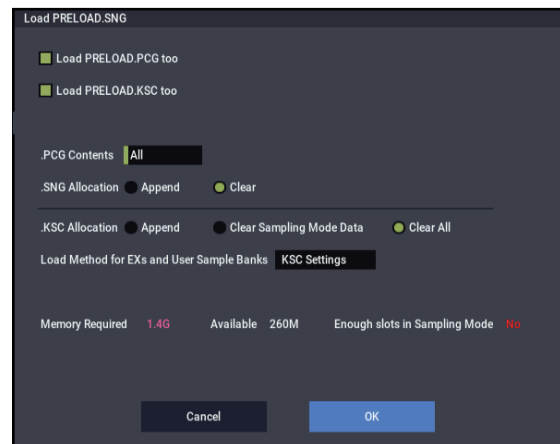 Load PRELOAD.SNG
Load PRELOAD.PCG too
Load PRELOAD.KSC too
.PCG Contents All
.SNG Allocation Append Clear
.KSC Allocation Append Clear Sampling Mode Data Clear All
Load Method for EXs and User Sample Banks KSC Settings
Memory Required 1.4G Available 260M Enough slots in Sampling Mode No
Cancel OK